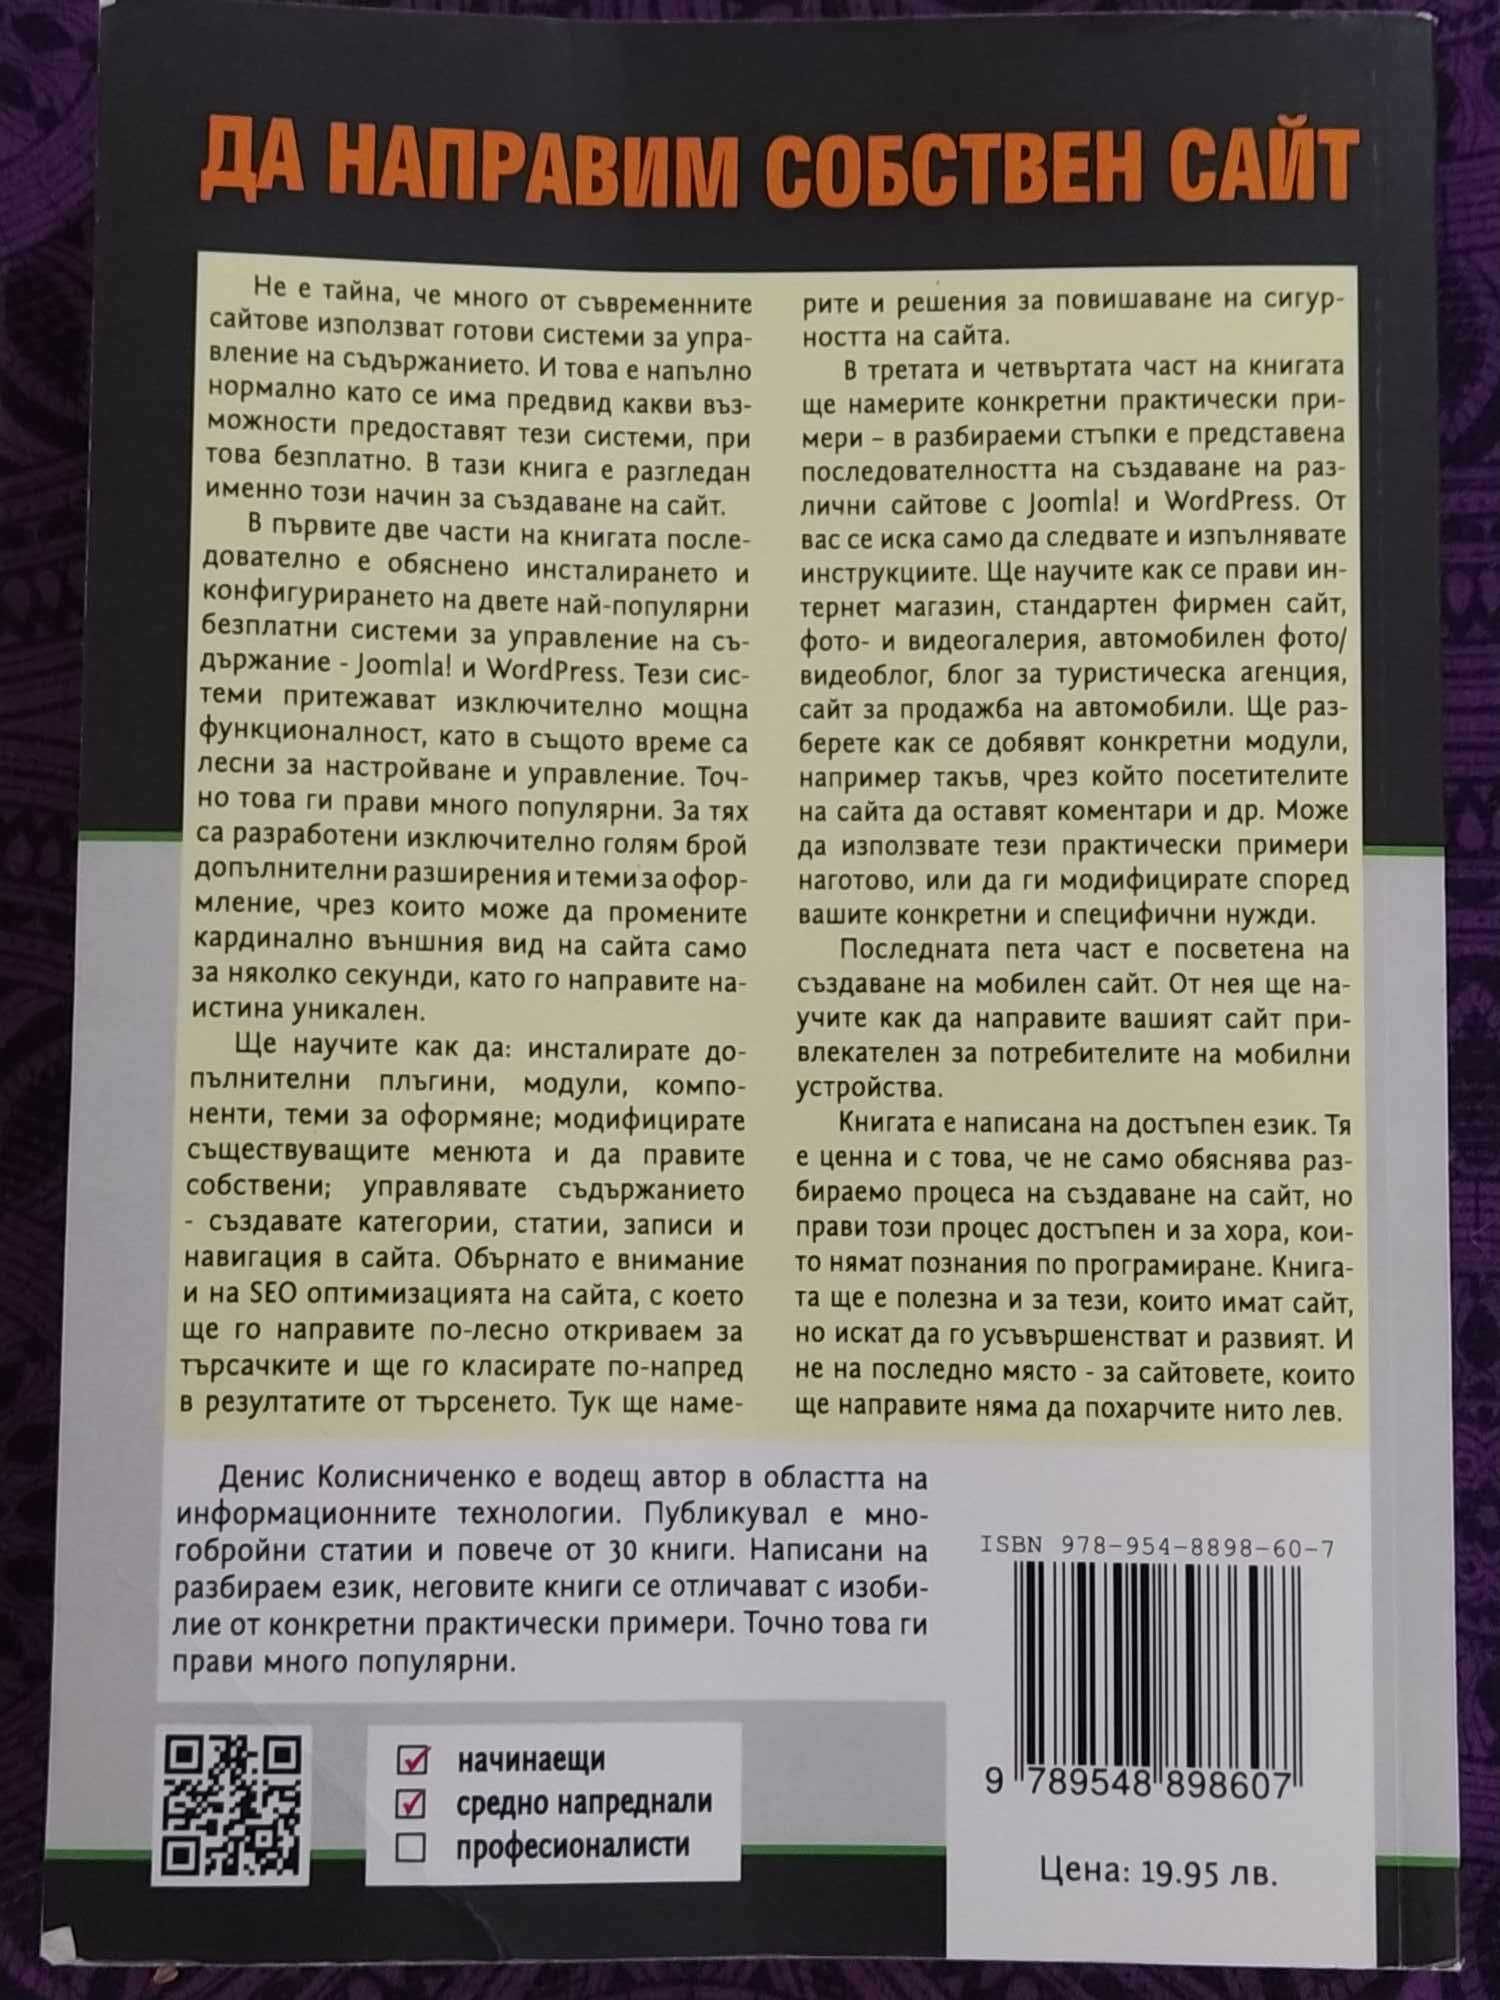 ДА НАПРАВИМ СОБСТВЕН САЙТ
Не е тайна, че много от съвременните
сайтове използват готови системи за упра-
вление на съдържанието. И това е напълно
нормално като се има предвид какви въз-
можности предоставят тези системи, при
това безплатно. В тази книга е разгледан
именно този начин за създаване на сайт.
В първите две части на книгата после-
дователно е обяснено инсталирането и
конфигурирането на двете най-популярни
безплатни системи за управление на съ-
държание - Joomla! и WordPress. Тези сис-
теми притежават изключително мощна
функционалност, като в същото време са
лесни за настройване и управление. Точ-
но това ги прави много популярни. За тях
са разработени изключително голям брой
допълнителни разширения и теми за офор-
мление, чрез които може да промените
кардинално външния вид на сайта само
за няколко секунди, като го направите на-
истина уникален.
Ще научите как да: инсталирате до-
пълнителни плъгини, модули, компо-
ненти, теми за оформяне; модифицирате
съществуващите менюта и да правите
собствени; управлявате съдържанието
- създавате категории, статии, записи и
навигация в сайта. Обърнато е внимание
и на SEO оптимизацията на сайта, с което
ще го направите по-лесно откриваем за
търсачките и ще го класирате по-напред
в резултатите от търсенето. Тук ще наме-
рите и решения за повишаване на сигур-
ността на сайта.
В третата и четвъртата част на книгата
ще намерите конкретни практически при-
мери – в разбираеми стъпки е представена
последователността на създаване на раз-
лични сайтове с Joomla! и WordPress. От
вас се иска само да следвате и изпълнявате
инструкциите. Ще научите как се прави ин-
тернет магазин, стандартен фирмен сайт,
фото- и видеогалерия, автомобилен фото/
видеоблог, блог за туристическа агенция,
сайт за продажба на автомобили. Ще раз-
берете как се добявят конкретни модули,
например такъв, чрез който посетителите
на сайта да оставят коментари и др. Може
да използвате тези практически примери
наготово, или да ги модифицирате според
вашите конкретни и специфични нужди.
Последната пета част е посветена на
създаване на мобилен сайт. От нея ще на-
учите как да направите вашият сайт при-
влекателен за потребителите на мобилни
устройства.
Книгата е написана на достъпен език. Тя
е ценна и с това, че не само обяснява раз-
бираемо процеса на създаване на сайт, но
прави този процес достъпен и за хора, кои-
то нямат познания по програмиране. Книга-
та ще е полезна и за тези, които имат сайт,
но искат да го усъвършенстват и развият. И
не на последно място - за сайтовете, които
ще направите няма да похарчите нито лев.
Денис Колисниченко е водещ автор в областта на
информационните технологии. Публикувал е мно-
гобройни статии и повече от 30 книги. Написани на
разбираем език, неговите книги се отличават с изоби-
лие от конкретни практически примери. Точно това ги
прави много популярни.
ISBN 978-954-8898-60-7
9 789548 898607
начинаещи
средно напреднали
професионалисти
Цена: 19.95 лв.